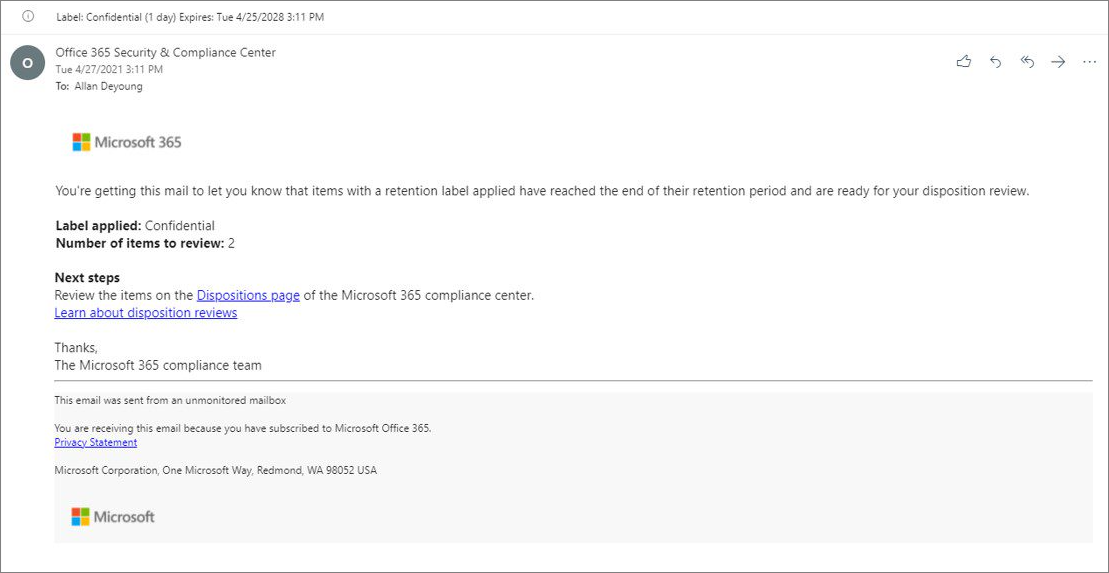 Label: Confidential (1 day) Expires: Tue 4/25/2028 3:11 PM
O
Office 365 Security & Compliance Center
Tue 4/27/2021 3:11 PM
To: Allan Deyoung
Microsoft 365
You're getting this mail to let you know that items with a retention label applied have reached the end of their retention period and are ready for your disposition review.
Label applied: Confidential
Number of items to review: 2
Next steps
Review the items on the Dispositions page of the Microsoft 365 compliance center.
Learn about disposition reviews
Thanks,
The Microsoft 365 compliance team
This email was sent from an unmonitored mailbox
You are receiving this email because you have subscribed to Microsoft Office 365.
Privacy Statement
Microsoft Corporation, One Microsoft Way, Redmond, WA 98052 USA
Microsoft